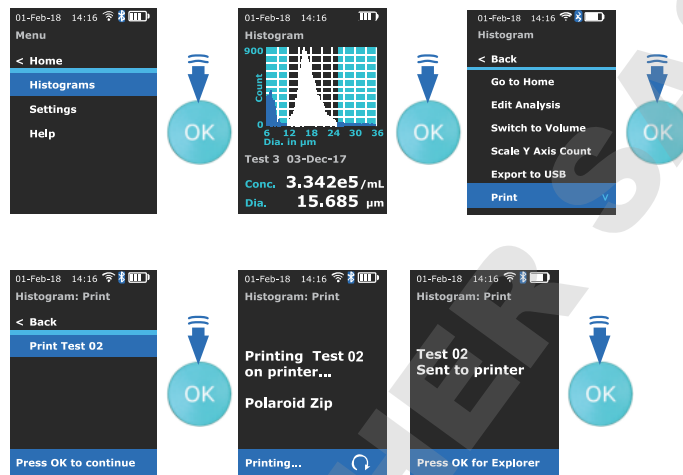 01-Feb-18 14:16
Menu
< Home
Histograms
Settings
Help
OK
01-Feb-18 14:16
Histogram
900
Count
0
6 12 18 24 30 36
Dia. in µm
Test 3 03-Dec-17
Conc. 3.342e5/mL
Dia. 15.685 µm
OK
01-Feb-18 14:16
Histogram
< Back
Go to Home
Edit Analysis
Switch to Volume
Scale Y Axis Count
Export to USB
Print V
OK
01-Feb-18 14:16
Histogram: Print
< Back
Print Test 02
Press OK to continue
OK
01-Feb-18 14:16
Histogram: Print
Printing Test 02
on printer...
Polaroid Zip
Printing...
01-Feb-18 14:16
Histogram: Print
Test 02
Sent to printer
Press OK for Explorer
OK